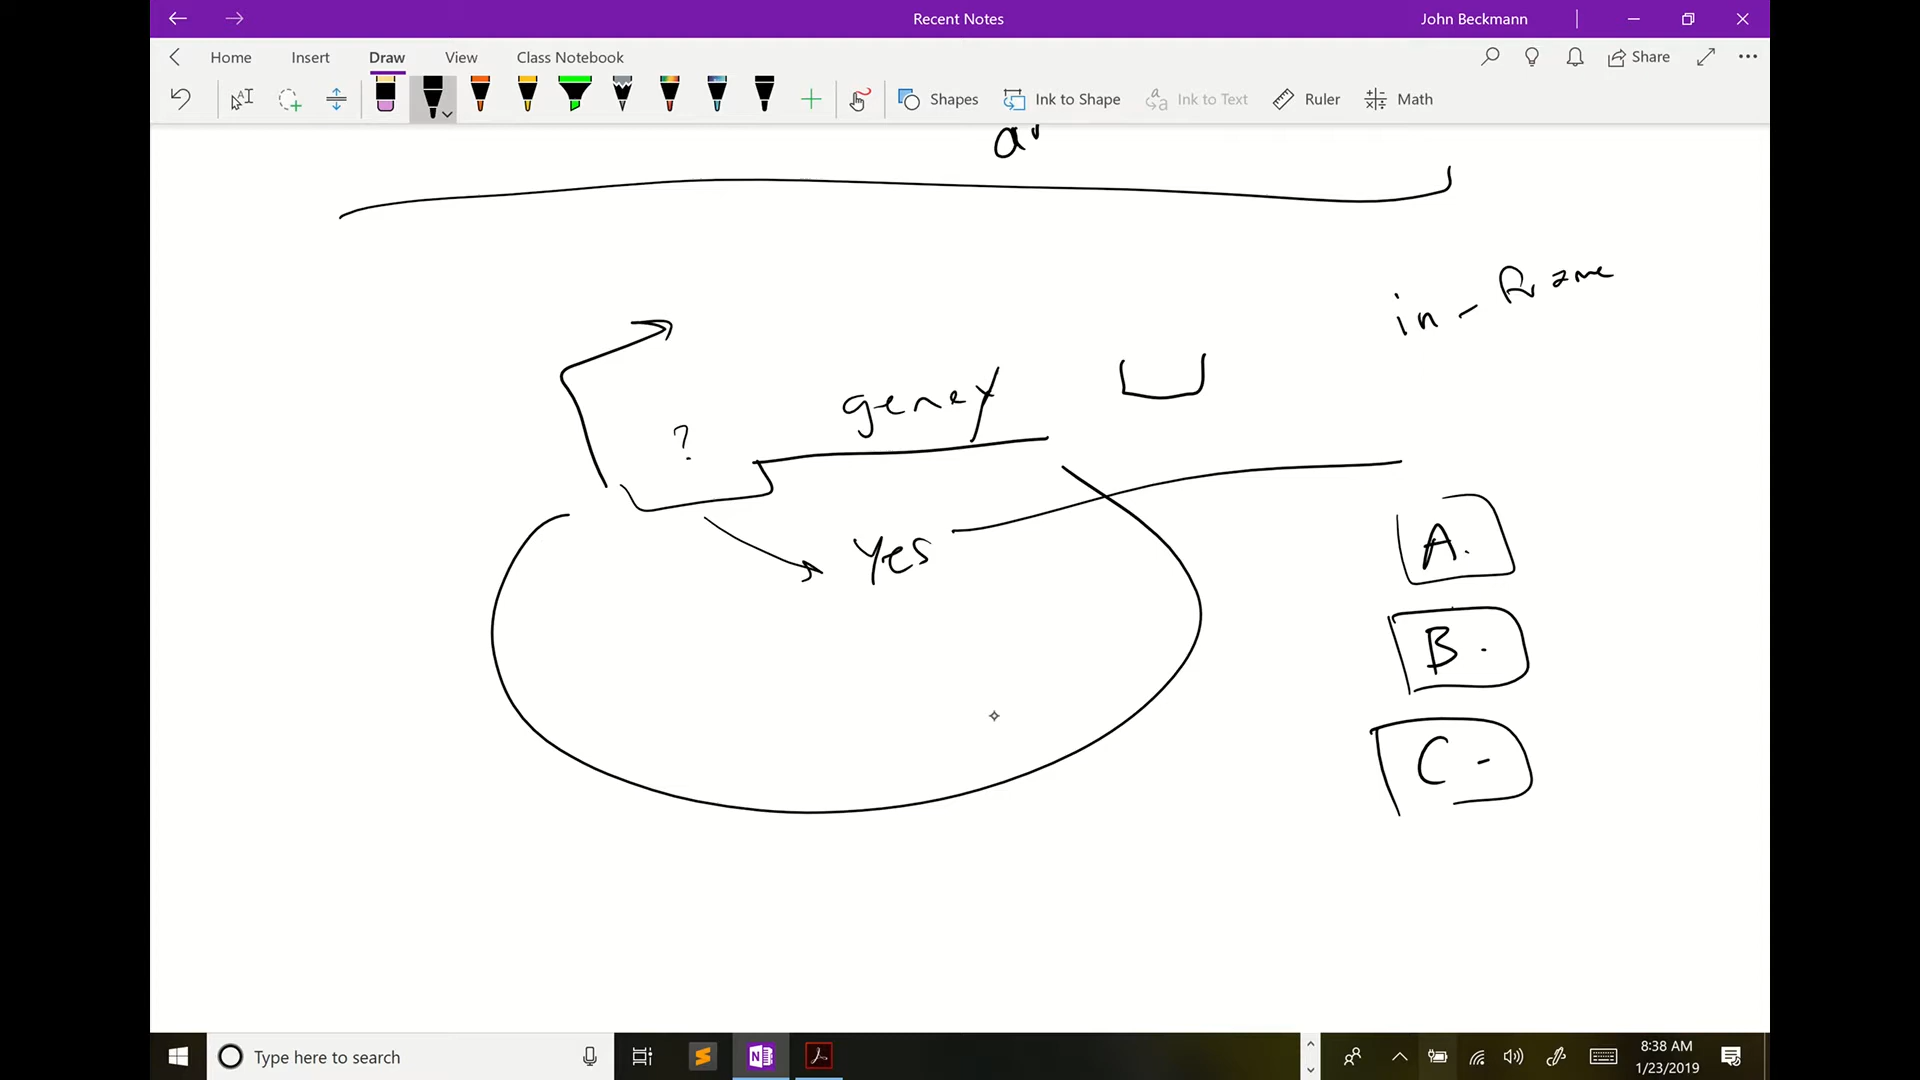 Recent Notes
John Beckmann
Home Insert Draw View Class Notebook
Share
Shapes Ink to Shape Ink to Text Ruler Math
in-frame
geneX
?
Yes
A.
B.
C-
Type here to search
8:38 AM
1/23/2019